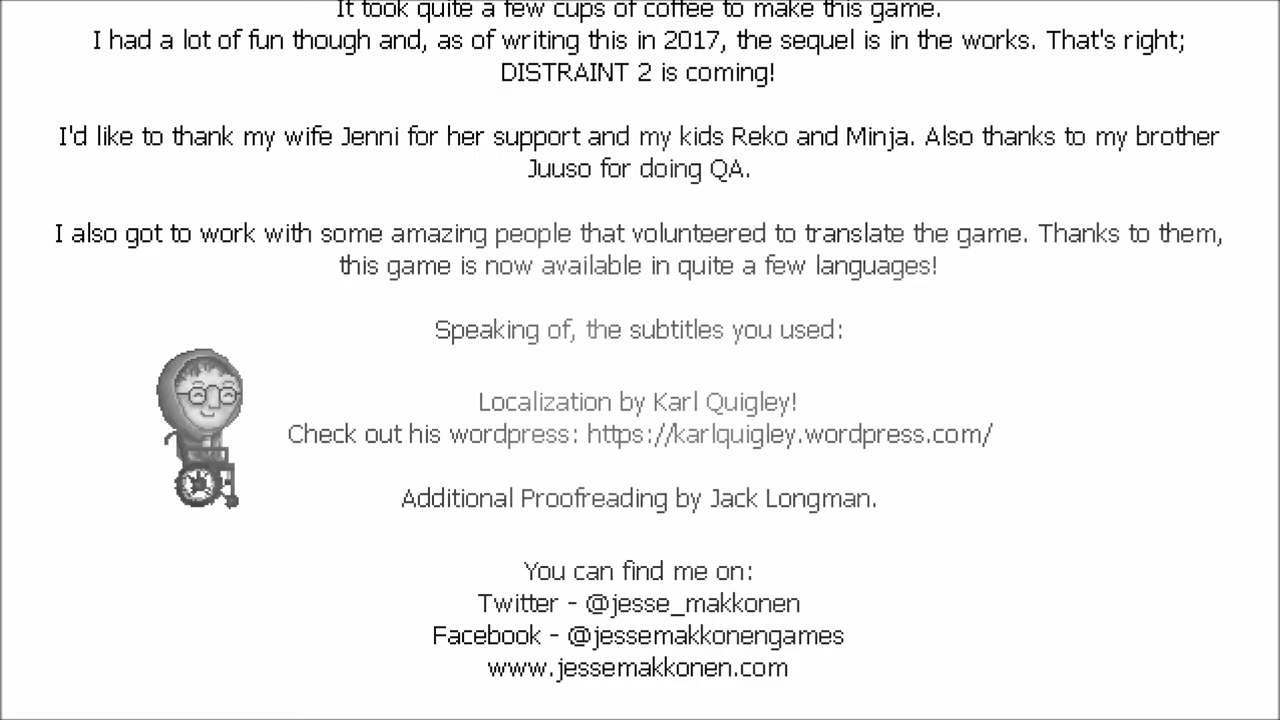 It took quite a few cups of coffee to make this game.
I had a lot of fun though and, as of writing this in 2017, the sequel is in the works. That's right;
DISTRAINT 2 is coming!
I'd like to thank my wife Jenni for her support and my kids Reko and Minja. Also thanks to my brother
Juuso for doing QA.
I also got to work with some amazing people that volunteered to translate the game. Thanks to them,
this game is now available in quite a few languages!
Speaking of, the subtitles you used:
Localization by Karl Quigley!
Check out his wordpress: https://karlquigley.wordpress.com/
Additional Proofreading by Jack Longman.
You can find me on:
Twitter - @jesse_makkonen
Facebook - @jessemakkonengames
www.jessemakkonen.com